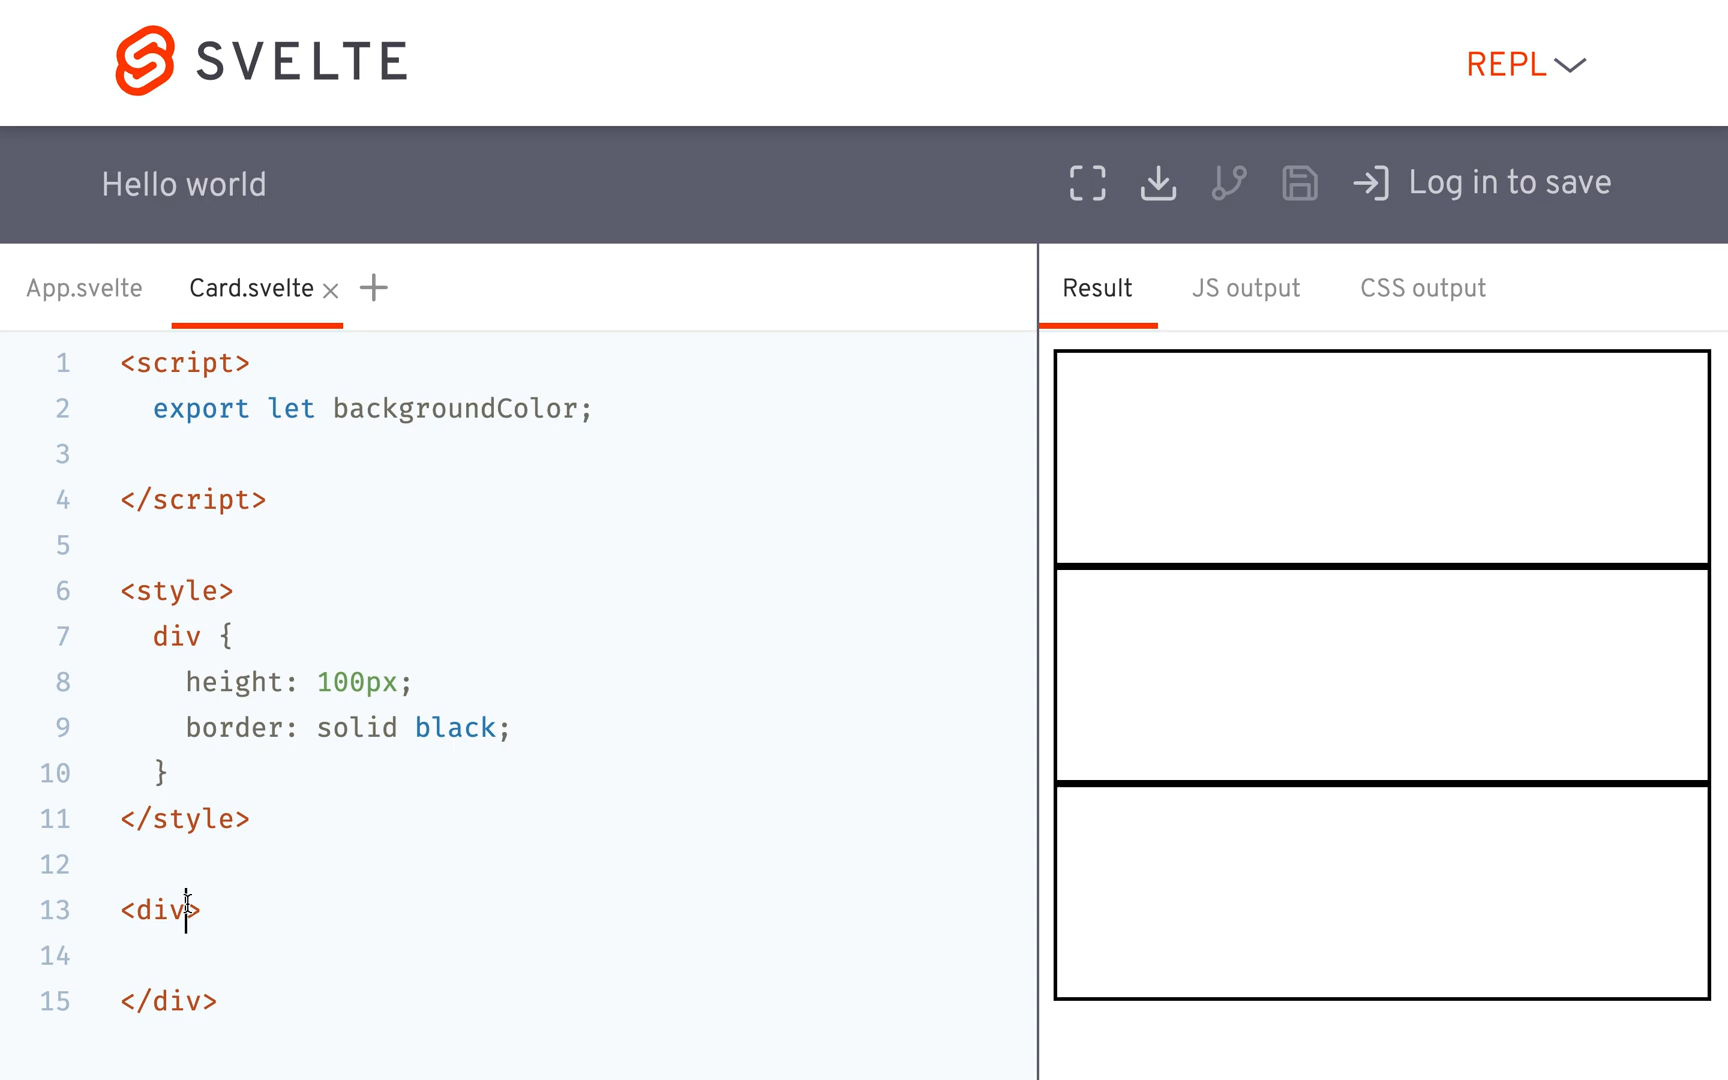 SVELTE
REPL
Hello world
Log in to save
App.svelte
Card.svelte
Result
JS output
CSS output
1 <script>
2 export let backgroundColor;
3
4 </script>
5
6 <style>
7 div {
8 height: 100px;
9 border: solid black;
10 }
11 </style>
12
13 <div>
14
15 </div>